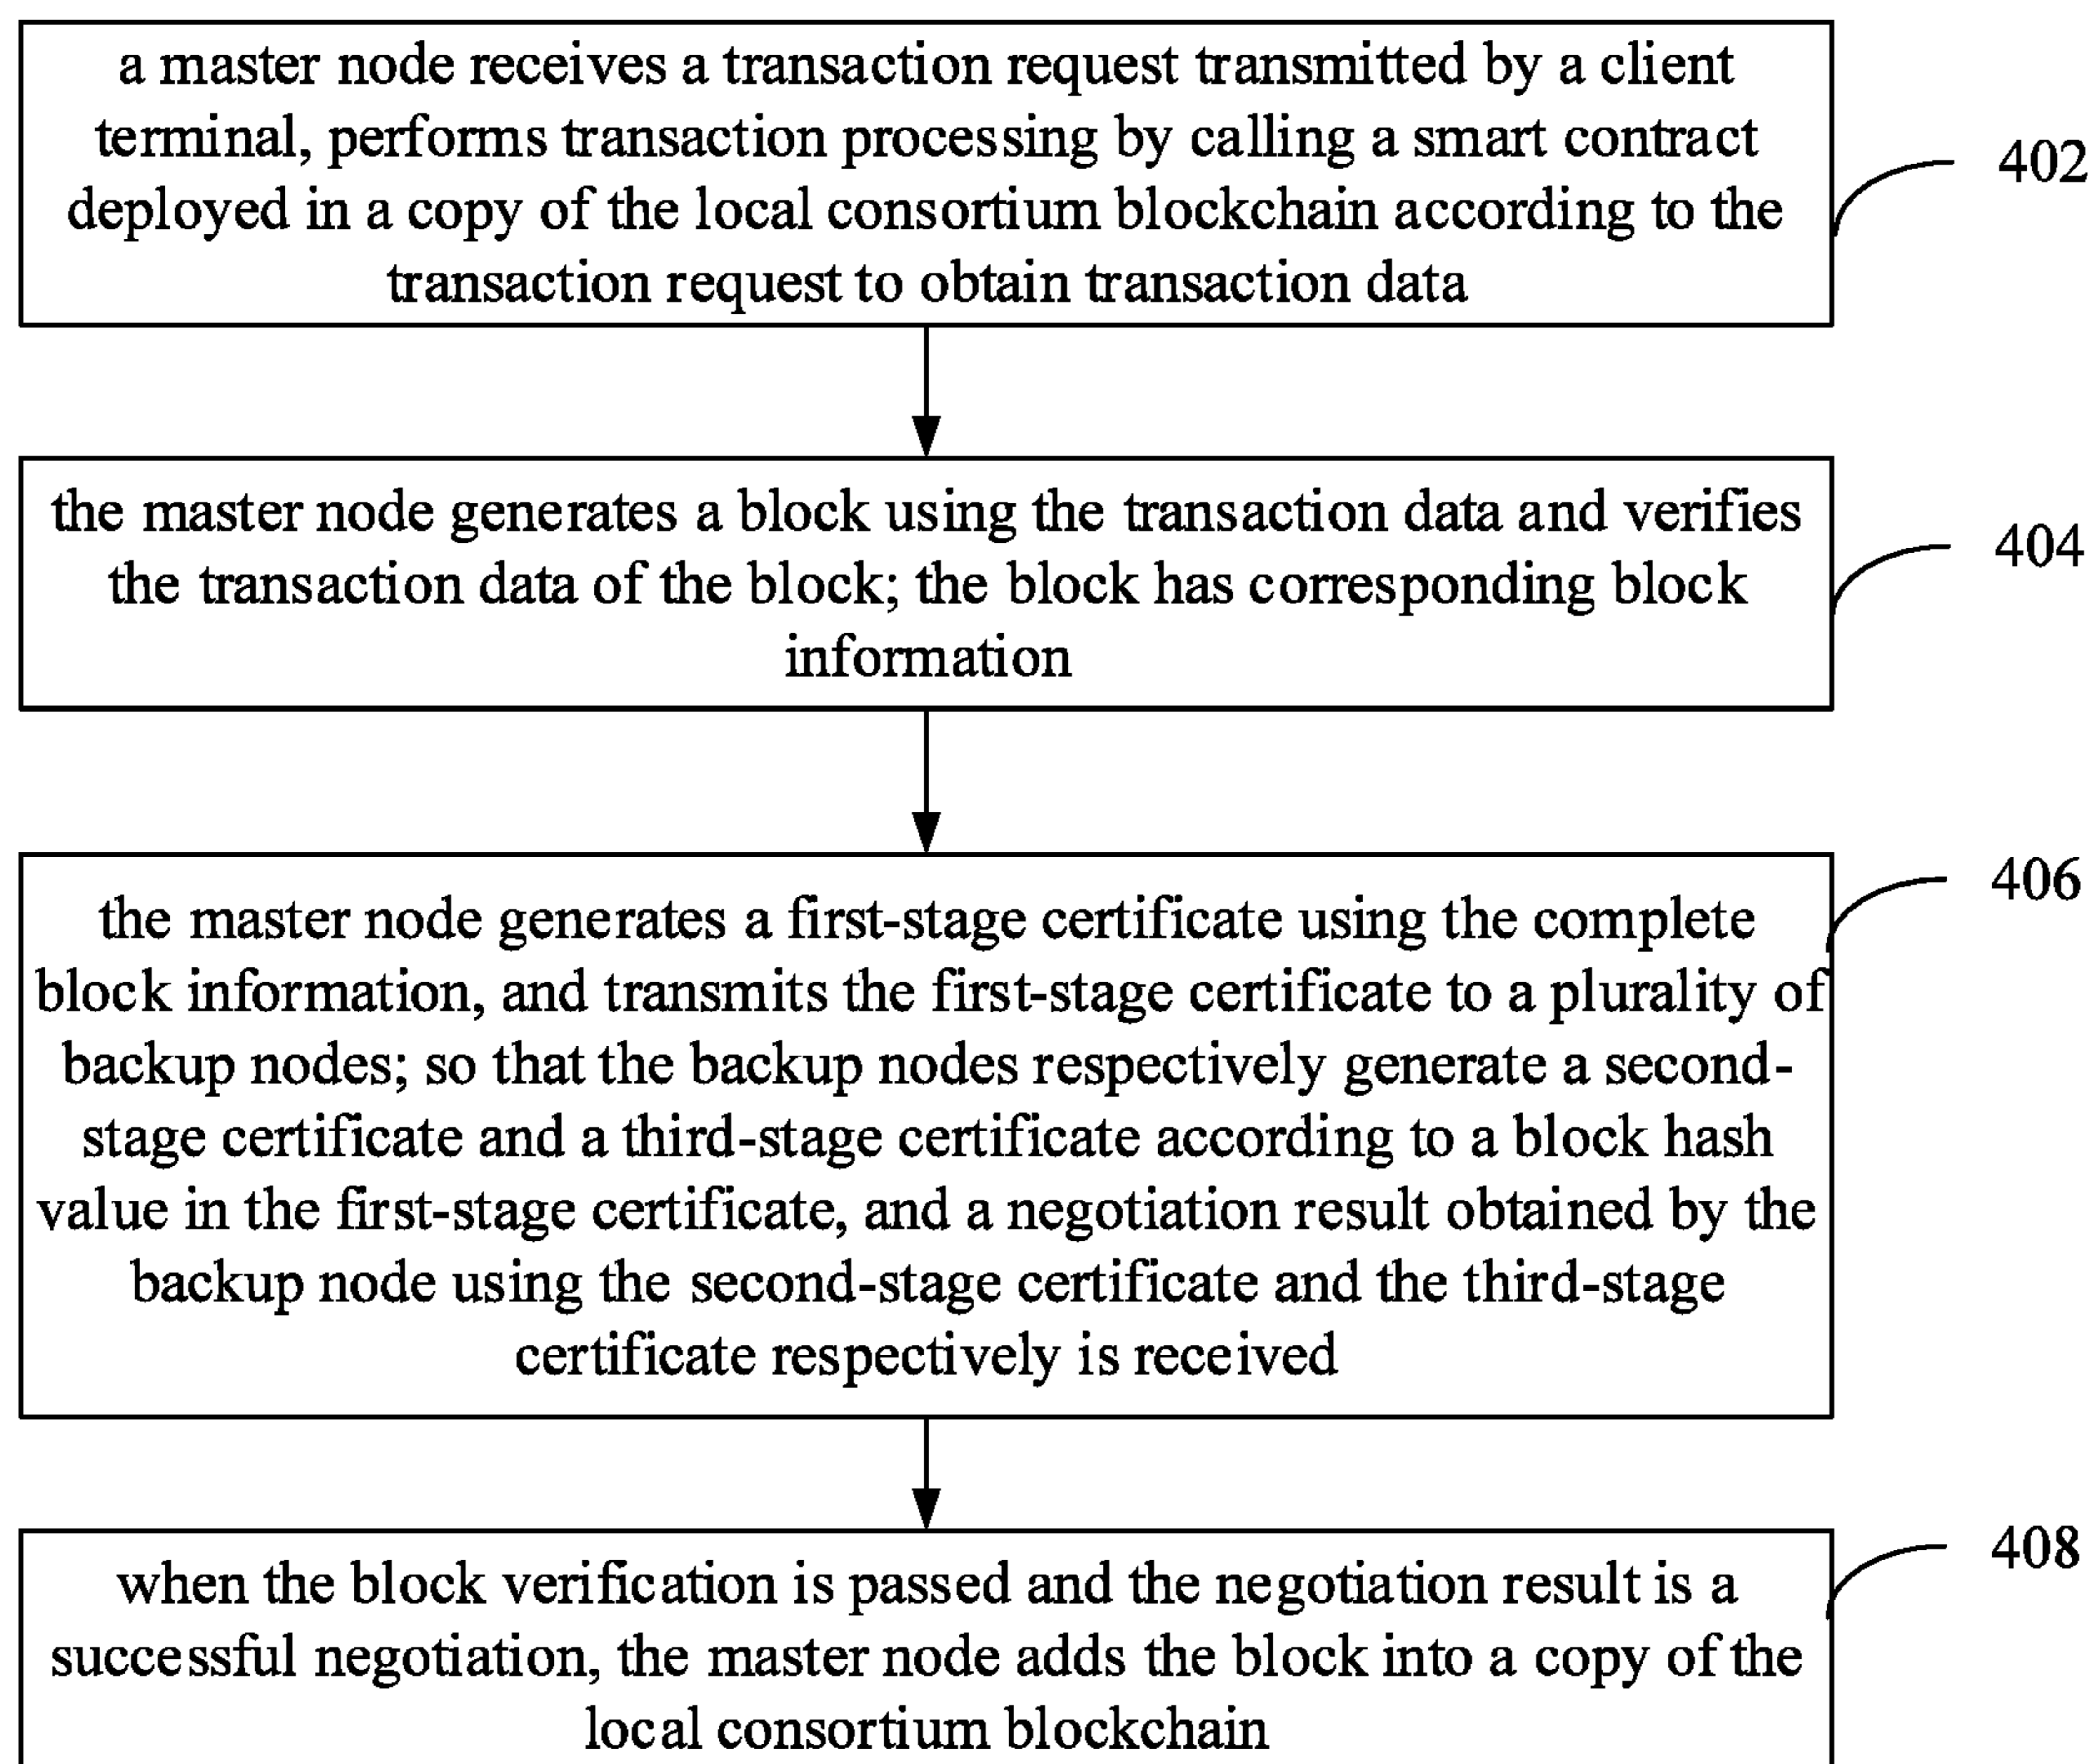 a master node receives a transaction request transmitted by a client
terminal, performs transaction processing by calling a smart contract
deployed in a copy of the local consortium blockchain according to the
transaction request to obtain transaction data
402
the master node generates a block using the transaction data and verifies
the transaction data of the block; the block has corresponding block
information
404
the master node generates a first-stage certificate using the complete
block information, and transmits the first-stage certificate to a plurality of
backup nodes; so that the backup nodes respectively generate a second-
stage certificate and a third-stage certificate according to a block hash
value in the first-stage certificate, and a negotiation result obtained by the
backup node using the second-stage certificate and the third-stage
certificate respectively is received
406
when the block verification is passed and the negotiation result is a
successful negotiation, the master node adds the block into a copy of the
local consortium blockchain
408